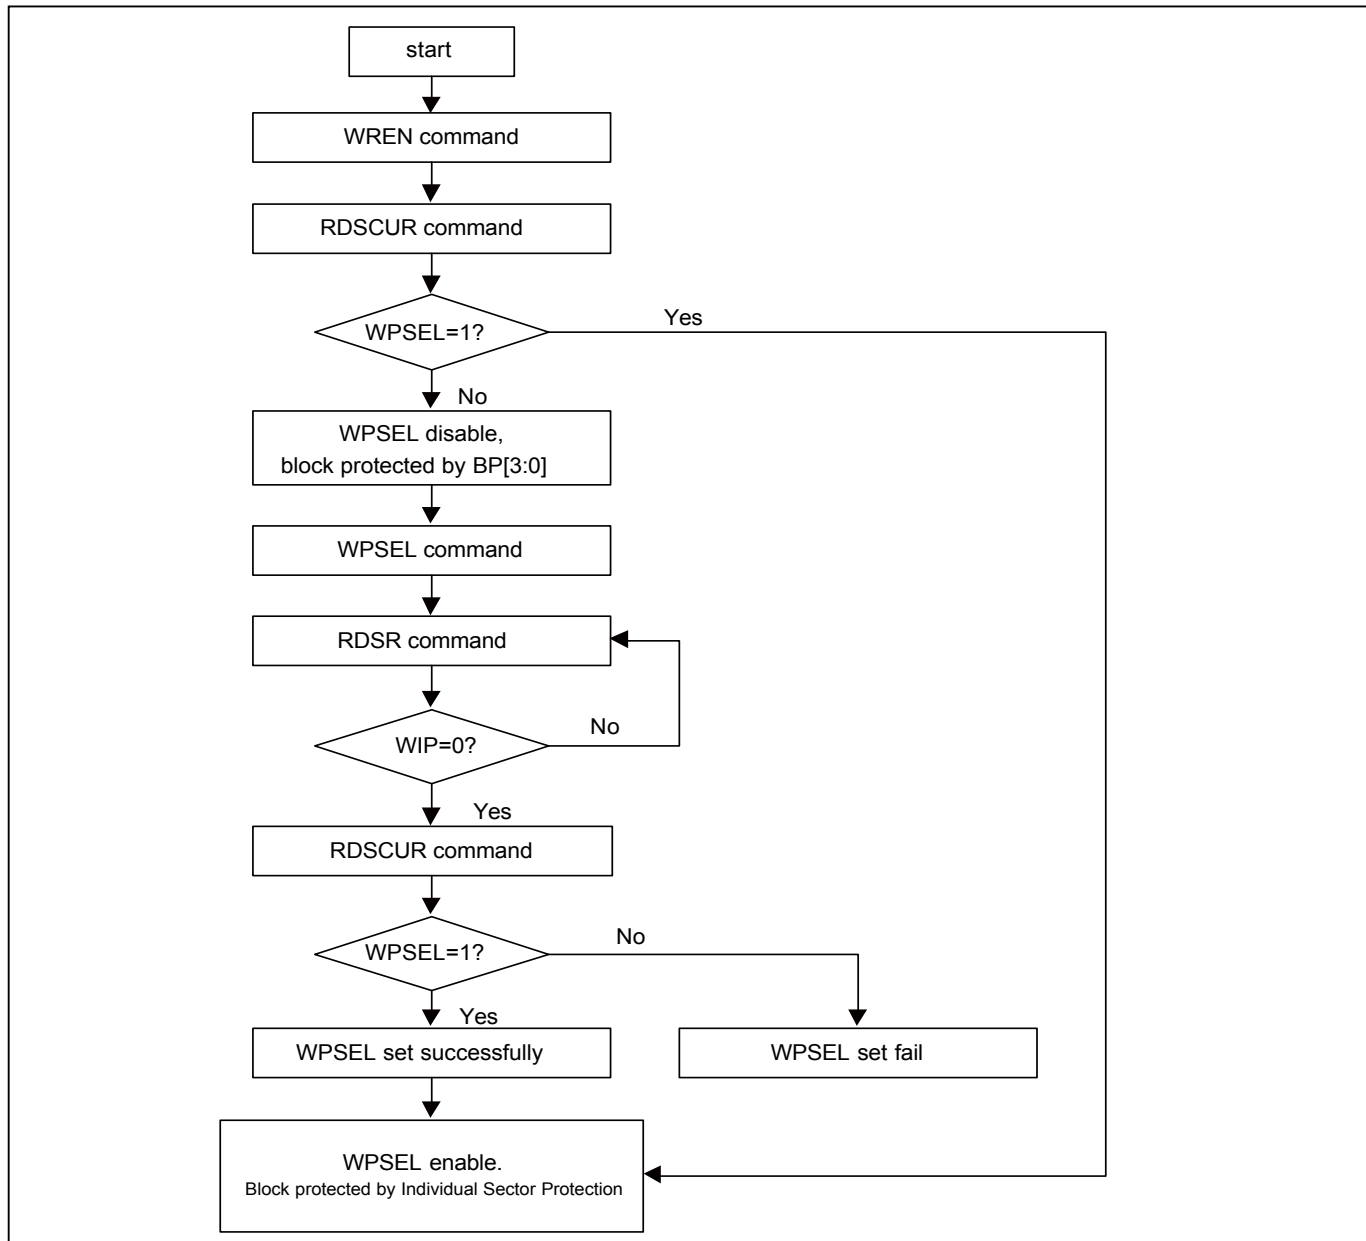 start
WREN command
RDSCUR command
WPSEL=1?
Yes
No
WPSEL disable,
block protected by BP[3:0]
WPSEL command
RDSR command
WIP=0?
No
Yes
RDSCUR command
WPSEL=1?
No
Yes
WPSEL set successfully
WPSEL set fail
WPSEL enable.
Block protected by Individual Sector Protection